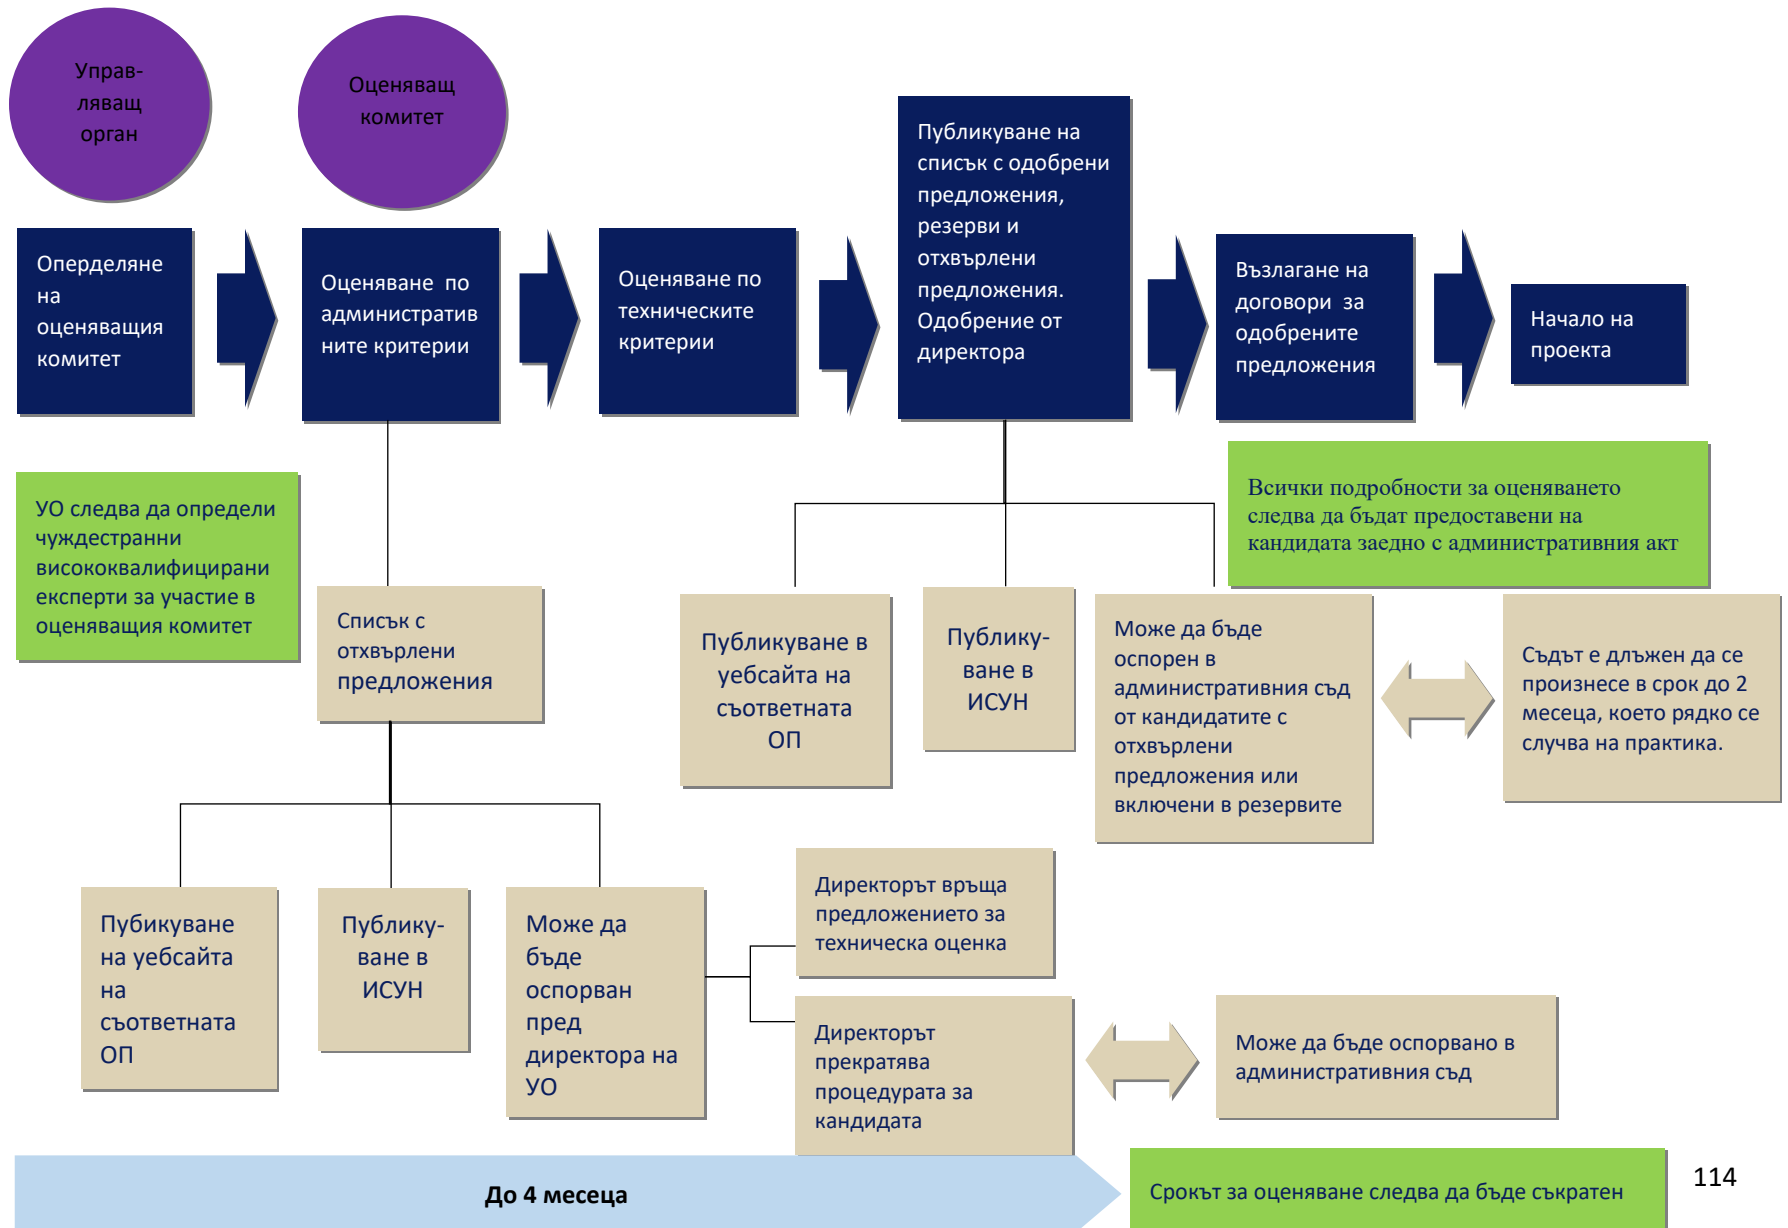 Управ-
ляващ
орган
Оценяващ
комитет
Оперделяне
на
оценяващия
комитет
Оценяване по
административ
ните критерии
Оценяване по
техническите
критерии
Публикуване на
списък с одобрени
предложения,
резерви и
отхвърлени
предложения.
Одобрение от
директора
Възлагане на
договори за
одобрените
предложения
Начало на
проекта
УО следва да определи
чуждестранни
висококвалифицирани
експерти за участие в
оценяващия комитет
Всички подробности за оценяването
следва да бъдат предоставени на
кандидата заедно с административния акт
Списък с
отхвърлени
предложения
Публикуване в
уебсайта на
съответната
ОП
Публику-
ване в
ИСУН
Може да бъде
оспорен в
административния съд
от кандидатите с
отхвърлени
предложения или
включени в резервите
Съдът е длъжен да се
произнесе в срок до 2
месеца, което рядко се
случва на практика.
Пубикуване
на уебсайта
на
съответната
ОП
Публику-
ване в
ИСУН
Може да
бъде
оспорван
пред
директора на
УО
Директорът връща
предложението за
техническа оценка
Директорът
прекратява
процедурата за
кандидата
Може да бъде оспорвано в
административния съд
До 4 месеца
Срокът за оценяване следва да бъде съкратен
114